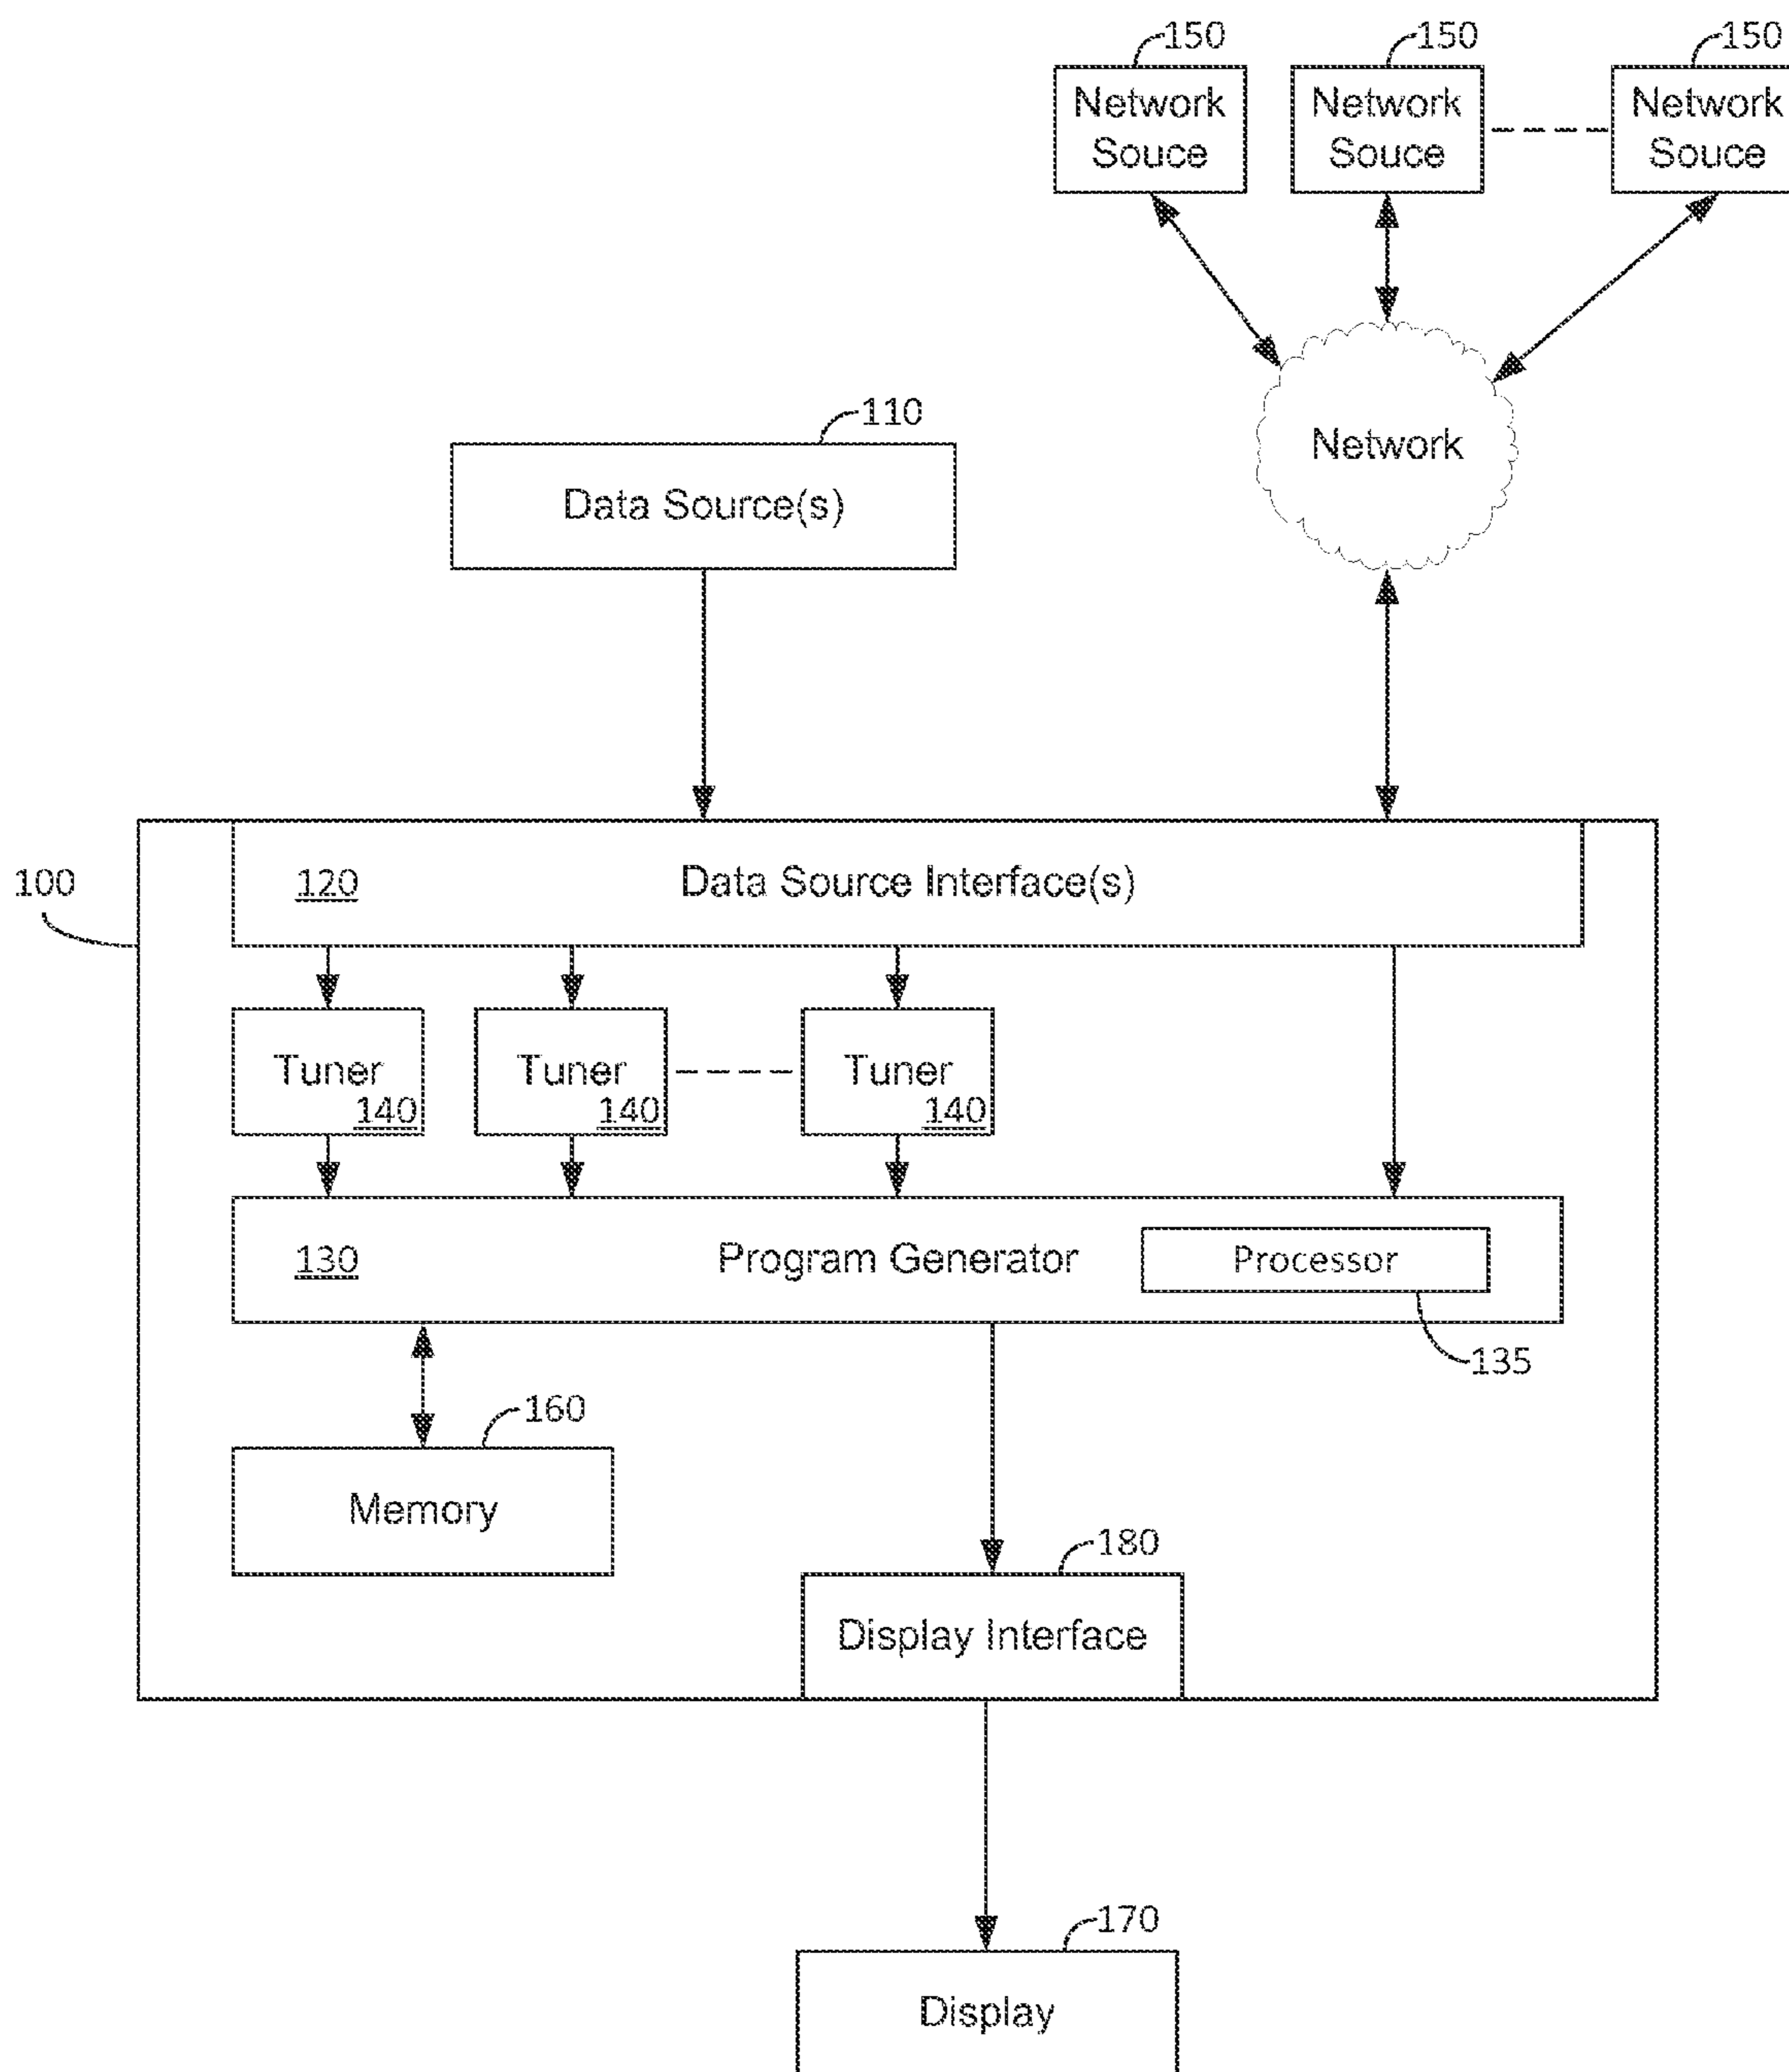 150
150
150
Network
Souce
Network
Souce
Network
Souce
110
Network
Data Source(s)
100
120
Data Source Interface(s)
Tuner
140
Tuner
140
Tuner
140
130
Program Generator
Processor
135
160
Memory
180
Display Interface
170
Display